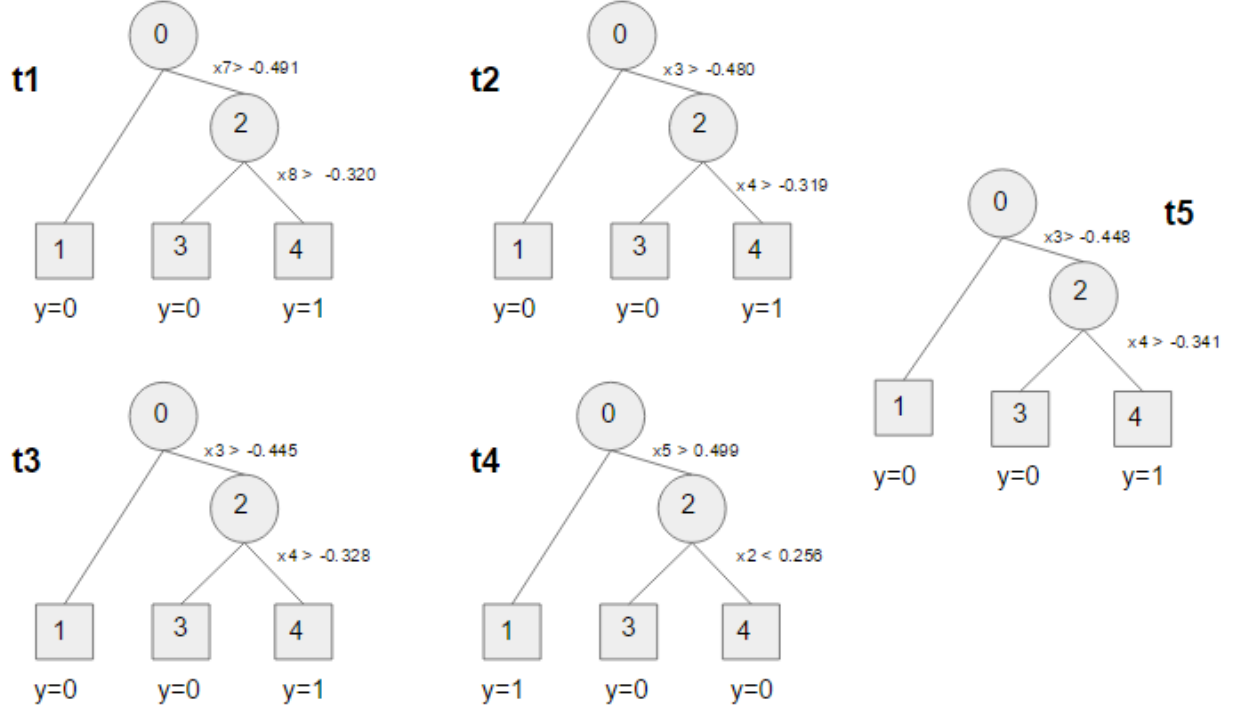 t1
0
x7> -0.491
2
x8 > -0.320
1
3
4
y=0
y=0
y=1
t2
0
x3 > -0.480
2
x4 > -0.319
1
3
4
y=0
y=0
y=1
t3
0
x3 > -0.445
2
x4 > -0.328
1
3
4
y=0
y=0
y=1
t4
0
x5 > 0.499
2
x2 < 0.256
1
3
4
y=1
y=0
y=0
t5
0
x3> -0.448
2
x4 > -0.341
1
3
4
y=0
y=0
y=1